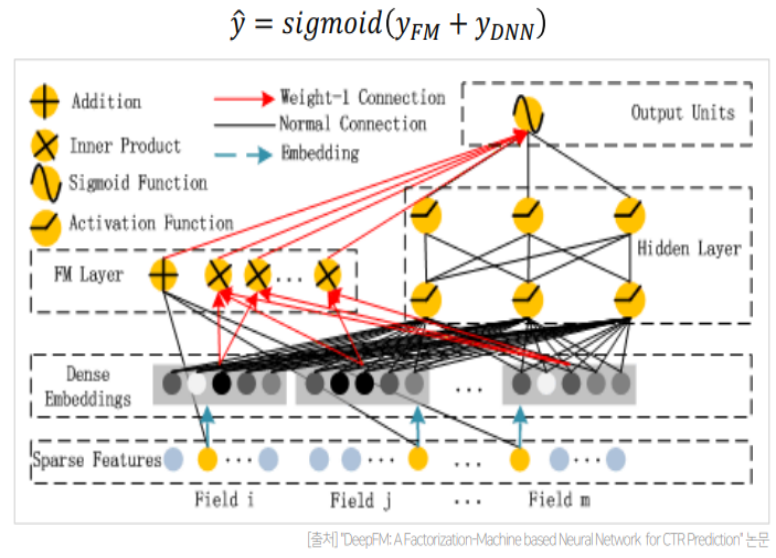 ŷ = sigmoid(y_FM + y_DNN)
Addition
Inner Product
Sigmoid Function
Activation Function
Weight-1 Connection
Normal Connection
Embedding
Output Units
Hidden Layer
FM Layer
...
Dense
Embeddings
...
Sparse Features
... ... ... ...
Field i Field j ... Field m
[출처] "DeepFM: A Factorization-Machine based Neural Network for CTR Prediction" 논문